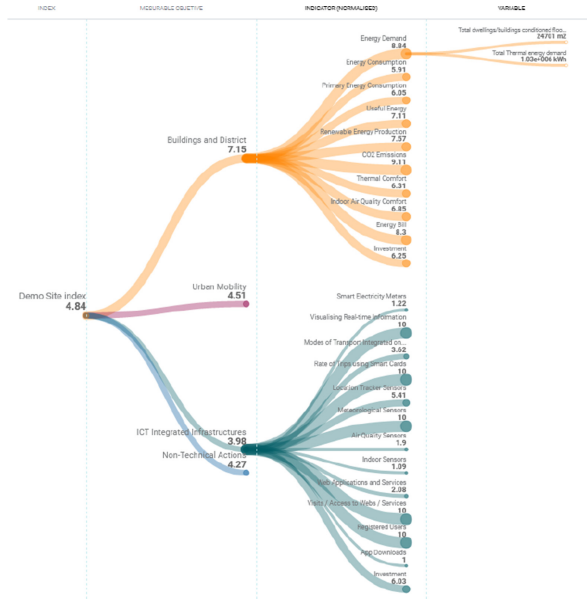 INDEX
MESURABLE OBJETIVE
INDICATOR (NORMALISED)
VARIABLE
Demo Site index
4.84
Buildings and District
7.15
Urban Mobility
4.51
ICT Integrated Infrastructures
3.98
Non-Technical Actions
4.27
Energy Demand
8.84
Energy Consumption
5.91
Primary Energy Consumption
6.05
Useful Energy
7.11
Renewable Energy Production
7.57
CO2 Emissions
9.11
Thermal Comfort
6.31
Indoor Air Quality Comfort
6.85
Energy Bill
8.3
Investment
6.25
Smart Electricity Meters
1.22
Visualising Real-time information
10
Modes of Transport Integrated on...
3.62
Rate of Trips using Smart Cards
10
Location Tracker Sensors
5.41
Meteorological Sensors
10
Air Quality Sensors
1.9
Indoor Sensors
1.09
Web Applications and Services
2.08
Visits / Access to Webs / Services
10
Registered Users
10
App Downloads
1
Investment
6.03
Total dwellings/buildings conditioned floo...
24701 m2
Total Thermal energy demand
1.03e+006 kWh